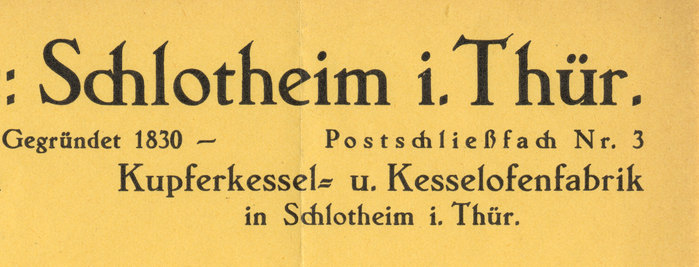 : Schlotheim i. Thür.
Gegründet 1830 — Postschließfach Nr. 3
Kupferkessel- u. Kesselofenfabrik
in Schlotheim i. Thür.